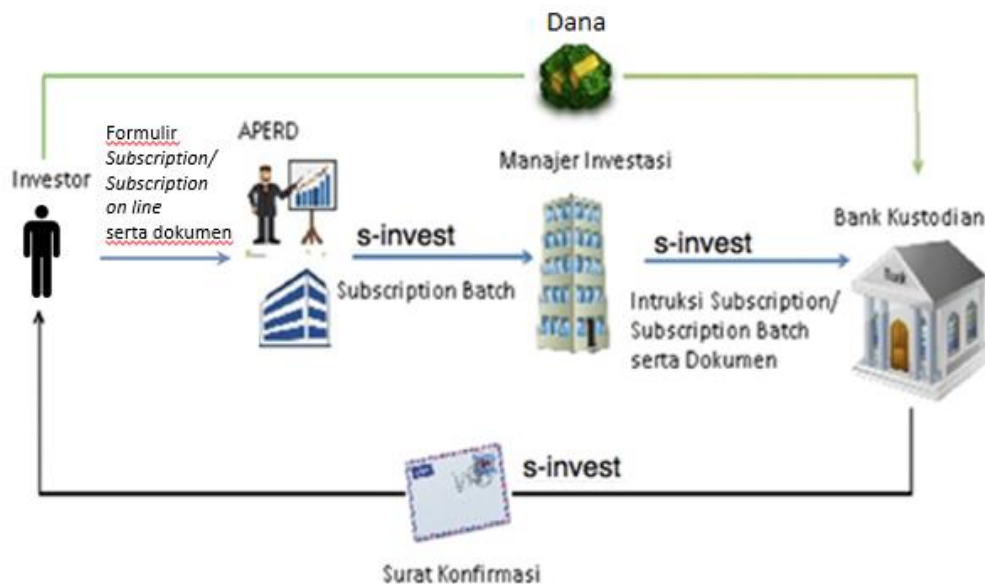 Dana
Formulir
Subscription/
Subscription
on line
serta dokumen
APERD
Investor
Manajer Investasi
Bank Kustodian
s-invest
Subscription Batch
s-invest
Intruksi Subscription/
Subscription Batch
serta Dokumen
Bank
s-invest
Surat Konfirmasi